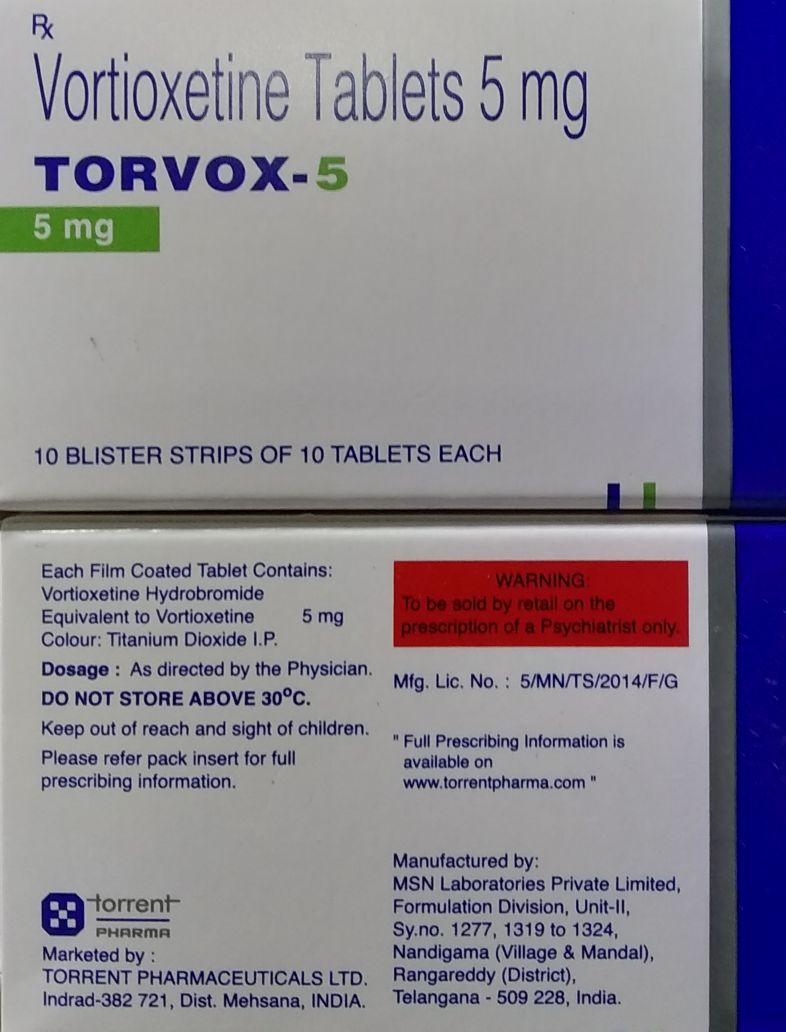 Rx
Vortioxetine Tablets 5 mg
TORVOX-5
5 mg
10 BLISTER STRIPS OF 10 TABLETS EACH
Each Film Coated Tablet Contains:
Vortioxetine Hydrobromide
Equivalent to Vortioxetine 5 mg
Colour: Titanium Dioxide I.P.
Dosage : As directed by the Physician.
DO NOT STORE ABOVE 30°C.
Keep out of reach and sight of children.
Please refer pack insert for full
prescribing information.
torrent
PHARMA
Marketed by :
TORRENT PHARMACEUTICALS LTD.
Indrad-382 721, Dist. Mehsana, INDIA.
WARNING:
To be sold by retail on the
prescription of a Psychiatrist only.
Mfg. Lic. No. : 5/MN/TS/2014/F/G
" Full Prescribing Information is
available on
www.torrentpharma.com "
Manufactured by:
MSN Laboratories Private Limited,
Formulation Division, Unit-II,
Sy.no. 1277, 1319 to 1324,
Nandigama (Village & Mandal),
Rangareddy (District),
Telangana - 509 228, India.